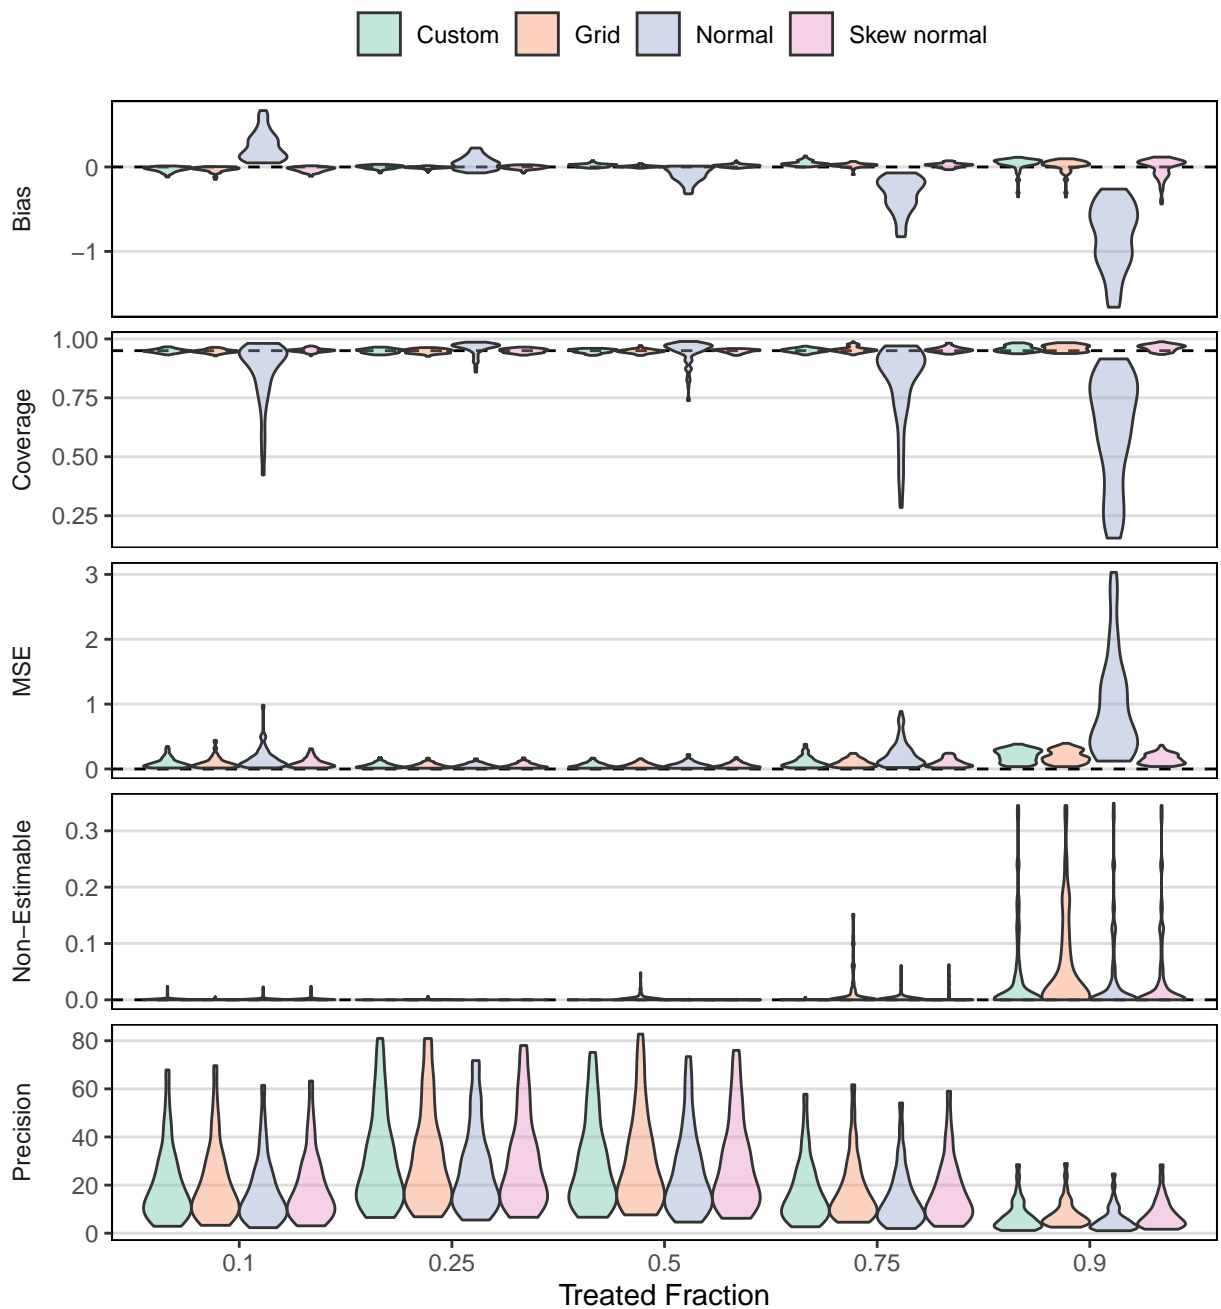 Custom Grid Normal Skew normal
Bias
0
−1
Coverage
1.00
0.75
0.50
0.25
MSE
3
2
1
0
Non−Estimable
0.3
0.2
0.1
0.0
Precision
80
60
40
20
0
0.1 0.25 0.5 0.75 0.9
Treated Fraction